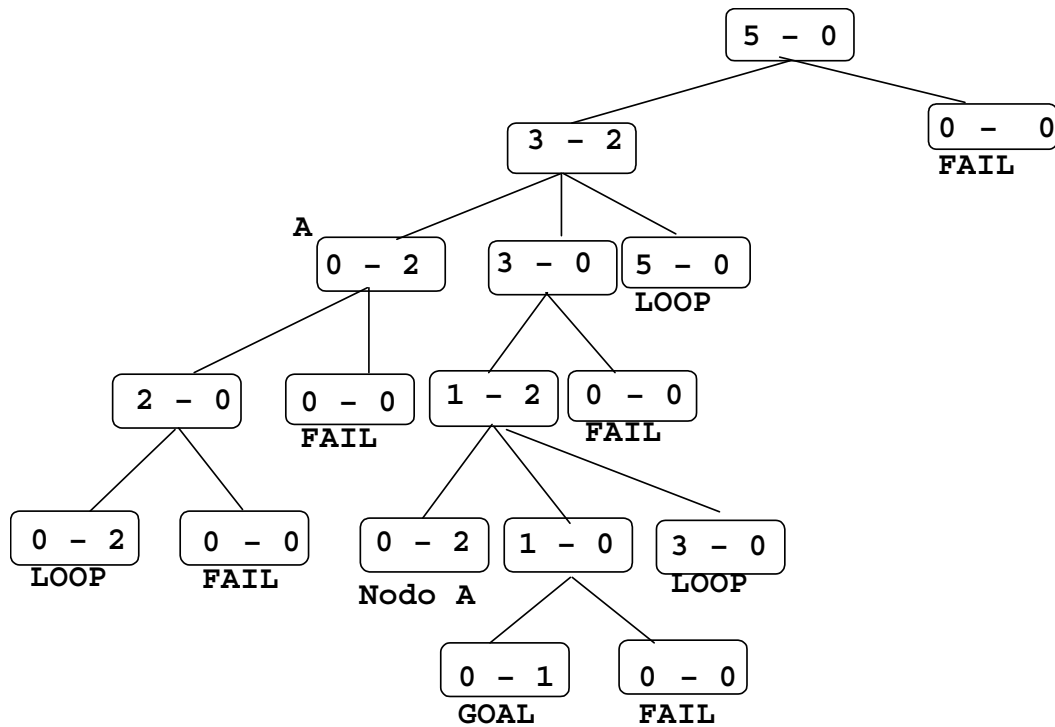 5 – 0
0 – 0
FAIL
3 – 2
A
0 – 2
3 – 0
5 – 0
LOOP
2 – 0
0 – 0
FAIL
1 – 2
0 – 0
FAIL
0 – 2
LOOP
0 – 0
FAIL
0 – 2
Nodo A
1 – 0
3 – 0
LOOP
0 – 1
GOAL
0 – 0
FAIL